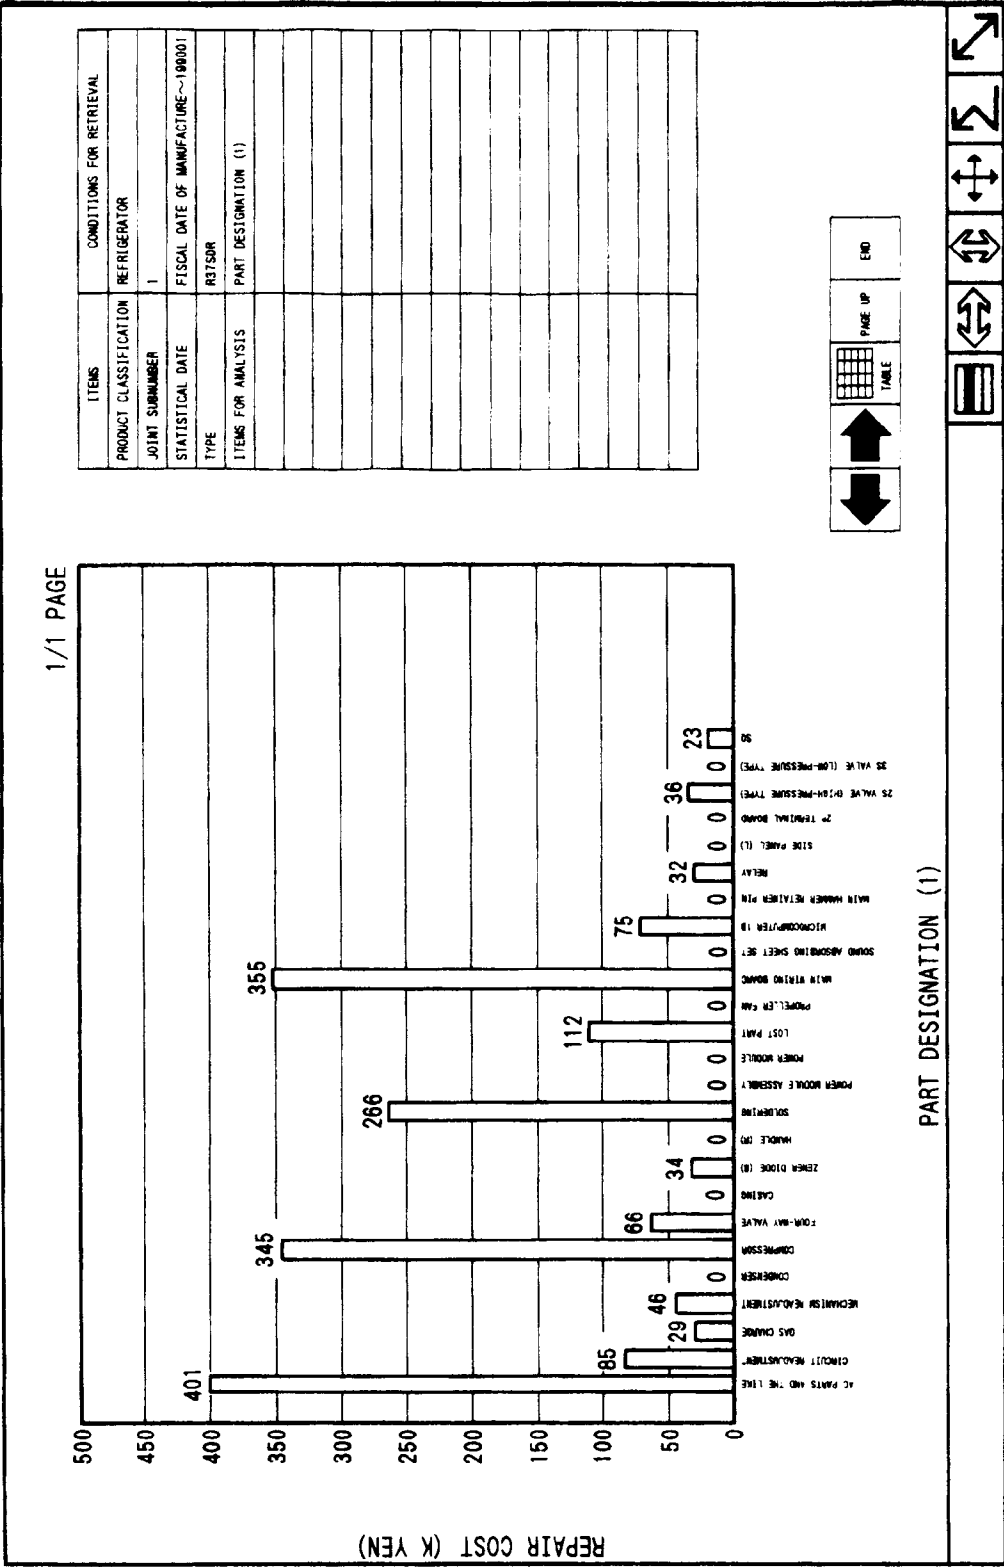 1/1 PAGE
REPAIR COST (K YEN)
500
450
400
350
300
250
200
150
100
50
0
401
85
29
46
0
345
66
0
34
0
266
0
0
112
0
355
0
75
0
32
0
0
36
0
23
AC PARTS AND THE LIKE
CIRCUIT READJUSTMENT
GAS CHARGE
MECHANISM READJUSTMENT
CONDENSER
COMPRESSOR
FOUR-WAY VALVE
CASING
ZENER DIODE (B)
HANDLE (R)
SOLDERING
POWER MODULE ASSEMBLY
POWER MODULE
LOST PART
PROPELLER FAN
MAIN WIRING BOARD
SOUND ABSORBING SHEET SET
MICROCOMPUTER 1B
MAIN HAMMER RETAINER PIN
RELAY
SIDE PANEL (L)
2P TERMINAL BOARD
2S VALVE (HIGH-PRESSURE TYPE)
3S VALVE (LOW-PRESSURE TYPE)
SQ
PART DESIGNATION (1)
ITEMS CONDITIONS FOR RETRIEVAL
PRODUCT CLASSIFICATION REFRIGERATOR
JOINT SUBNUMBER 1
STATISTICAL DATE FISCAL DATE OF MANUFACTURE~199001
TYPE R37SDR
ITEMS FOR ANALYSIS PART DESIGNATION (1)
TABLE
PAGE UP
END